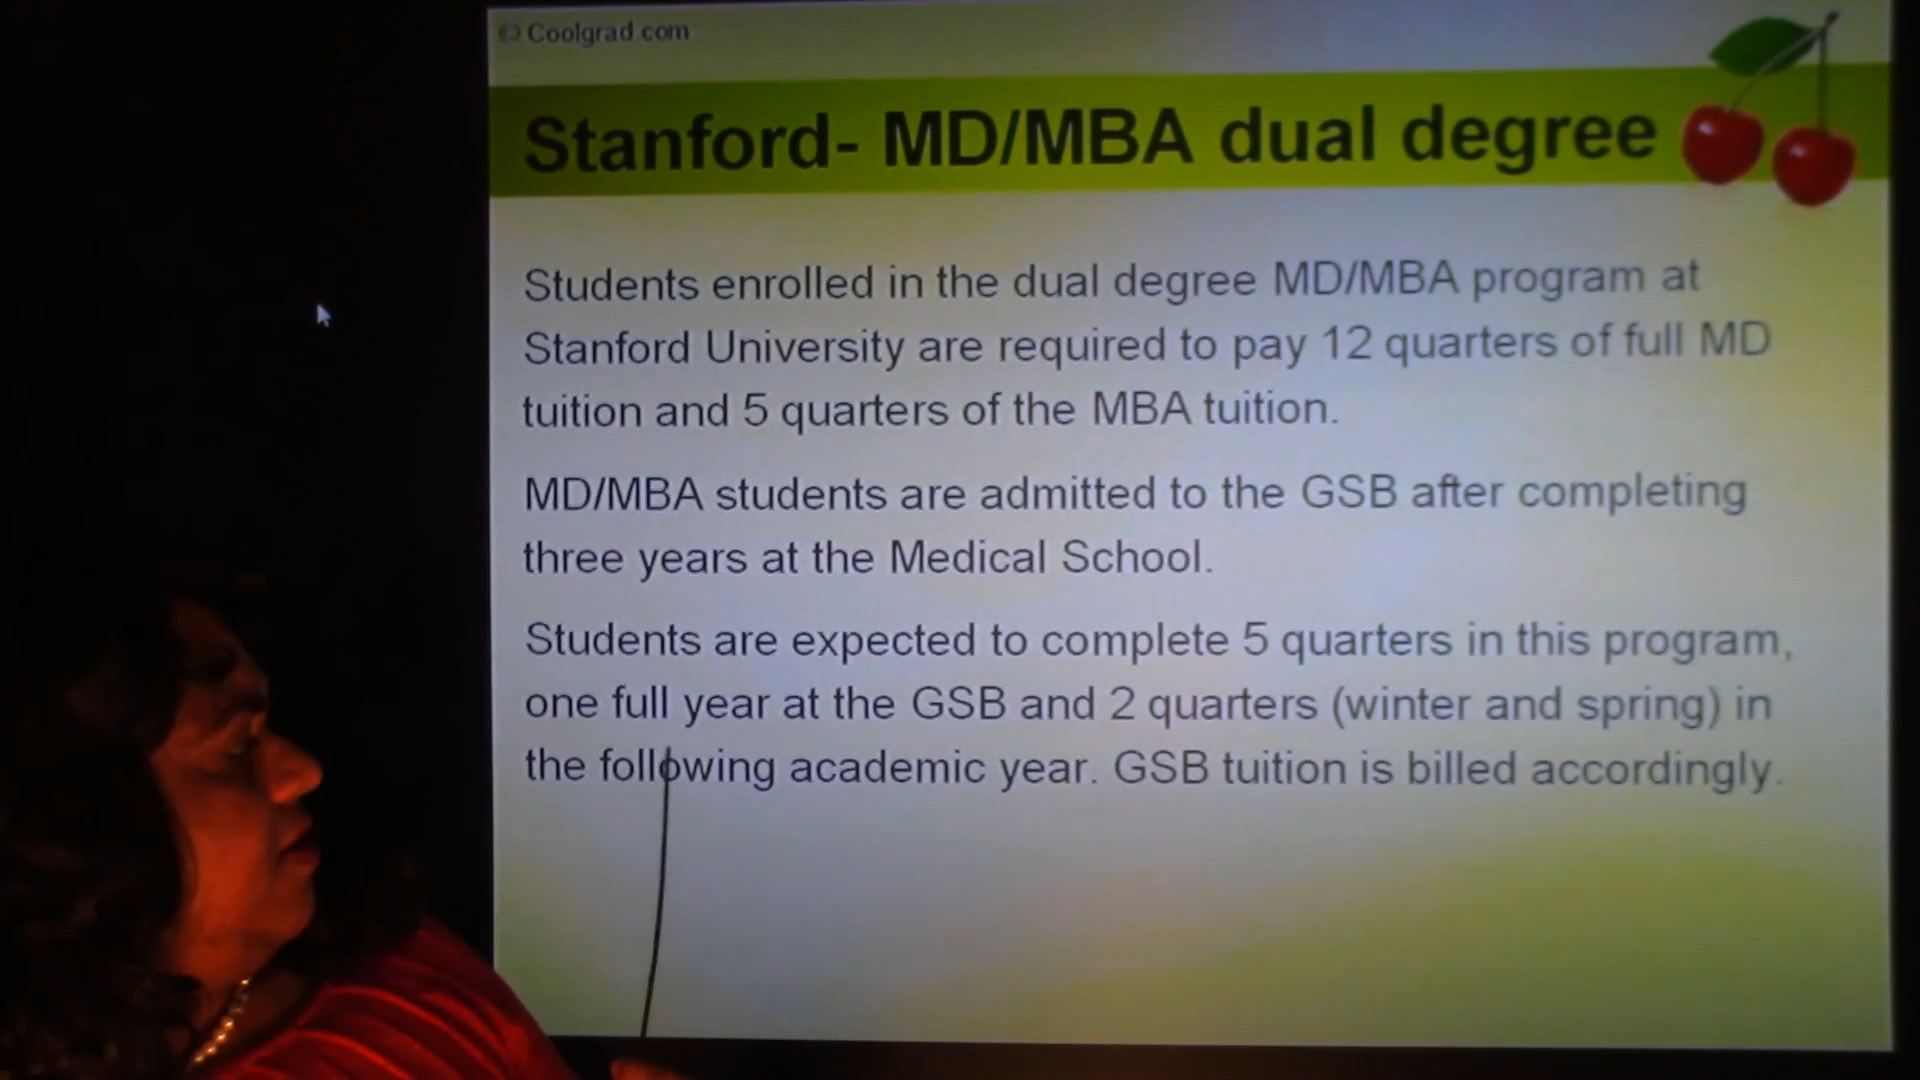 © Coolgrad.com
Stanford- MD/MBA dual degree
Students enrolled in the dual degree MD/MBA program at
Stanford University are required to pay 12 quarters of full MD
tuition and 5 quarters of the MBA tuition.
MD/MBA students are admitted to the GSB after completing
three years at the Medical School.
Students are expected to complete 5 quarters in this program,
one full year at the GSB and 2 quarters (winter and spring) in
the following academic year. GSB tuition is billed accordingly.